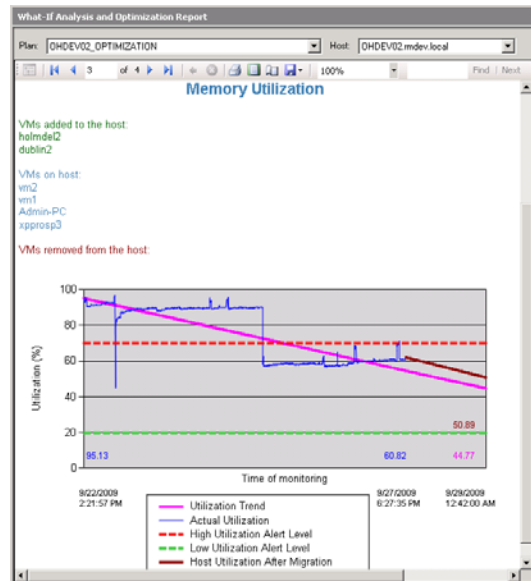 What-If Analysis and Optimization Report
Plan: OHDEV02_OPTIMIZATION Host: OHDEV02.rmdev.local
3 of 4 100% Find | Next
Memory Utilization
VMs added to the host:
holmdel2
dublin2
VMs on host:
vm2
vm1
Admin-PC
xpprosp3
VMs removed from the host:
100
80
60
40
20
0
Utilization (%)
50.89
95.13 60.82 44.77
Time of monitoring
9/22/2009 9/27/2009 9/29/2009
2:21:57 PM 6:27:35 PM 12:42:00 AM
Utilization Trend
Actual Utilization
High Utilization Alert Level
Low Utilization Alert Level
Host Utilization After Migration